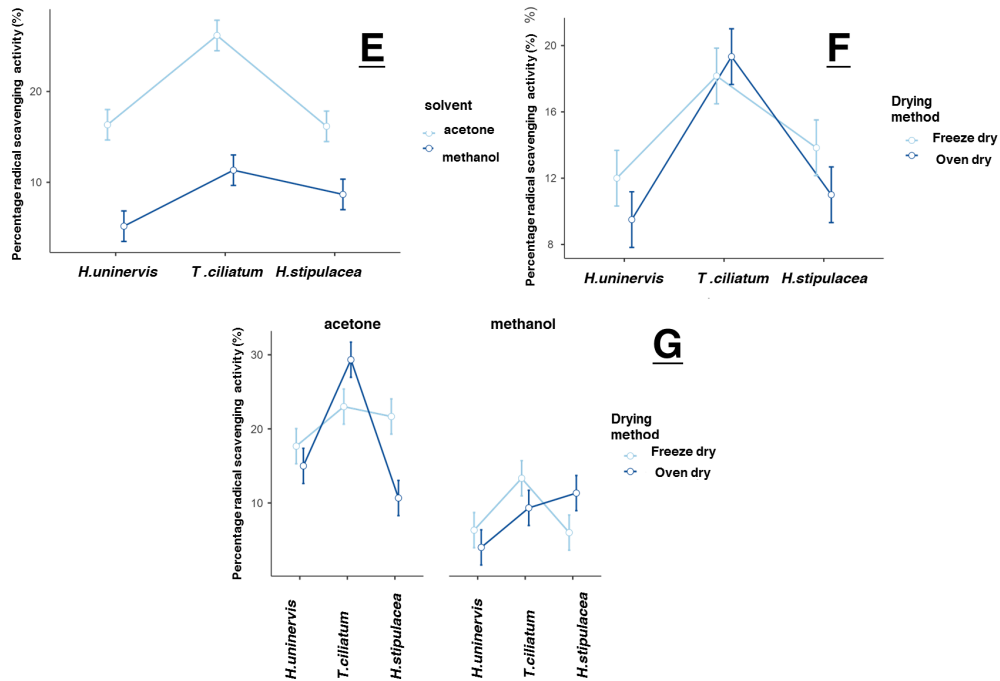 Percentage radical scavenging activity (%)
E
20
10
solvent
acetone
methanol
H.uninervis T .ciliatum H.stipulacea
Percentage radical scavenging activity (%) %)
F
20
16
12
8
Drying
method
Freeze dry
Oven dry
H.uninervis T.ciliatum H.stipulacea
acetone methanol
Percentage radical scavenging activity (%)
G
30
20
10
Drying
method
Freeze dry
Oven dry
H.uninervis
T.ciliatum
H.stipulacea
H.uninervis
T.ciliatum
H.stipulacea